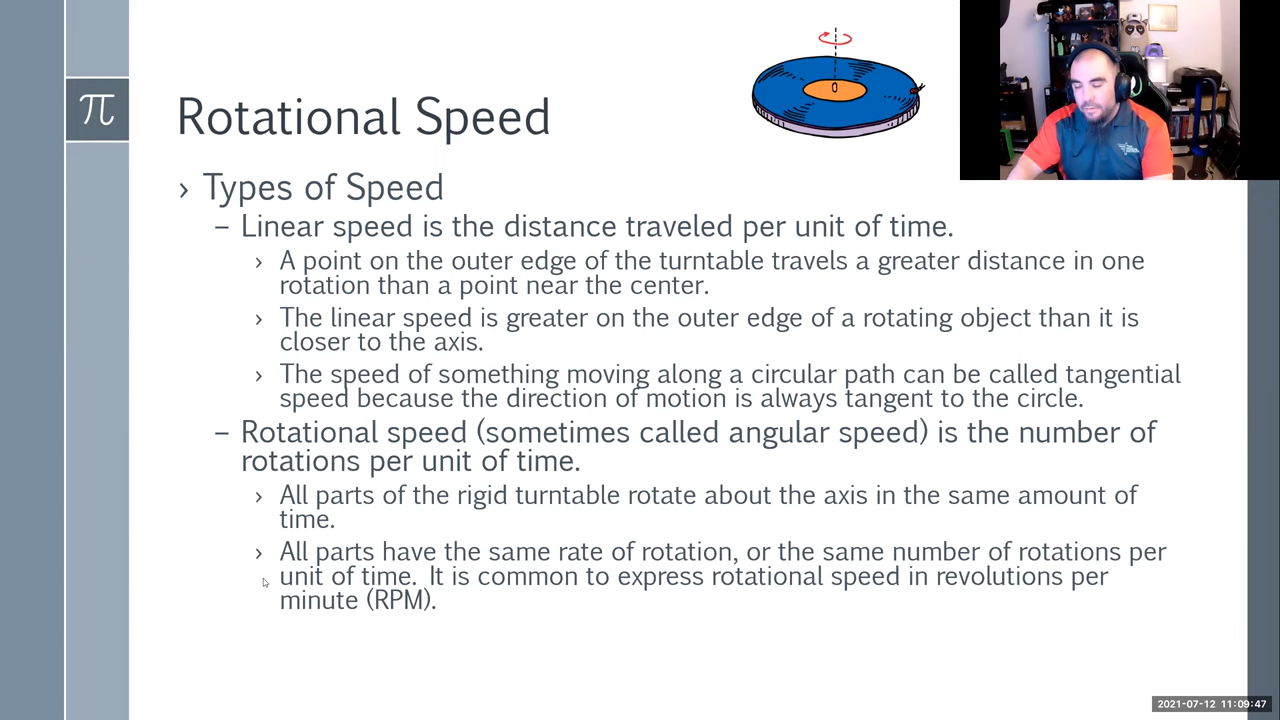 π
Rotational Speed
› Types of Speed
– Linear speed is the distance traveled per unit of time.
› A point on the outer edge of the turntable travels a greater distance in one
rotation than a point near the center.
› The linear speed is greater on the outer edge of a rotating object than it is
closer to the axis.
› The speed of something moving along a circular path can be called tangential
speed because the direction of motion is always tangent to the circle.
– Rotational speed (sometimes called angular speed) is the number of
rotations per unit of time.
› All parts of the rigid turntable rotate about the axis in the same amount of
time.
› All parts have the same rate of rotation, or the same number of rotations per
unit of time. It is common to express rotational speed in revolutions per
minute (RPM).
2021-07-12 11:09:47